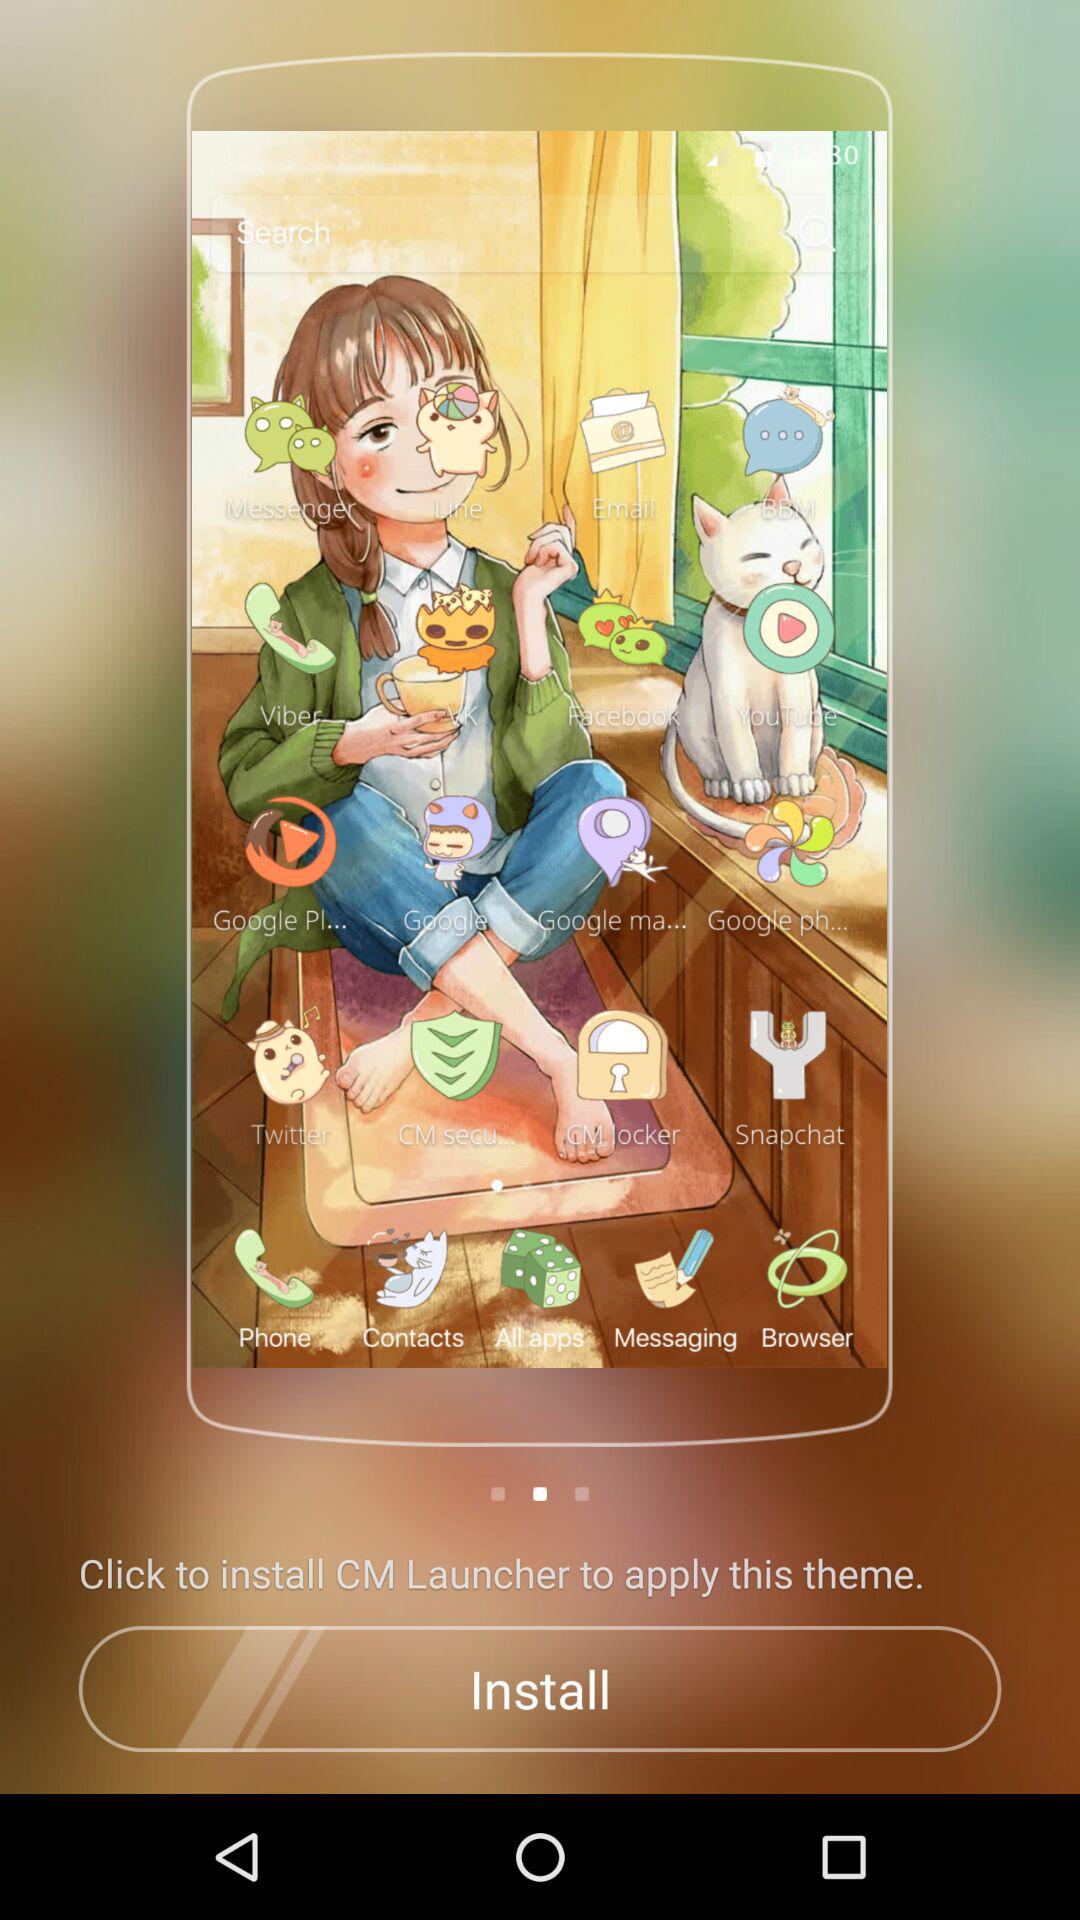 12:30
Search
Messenger Line Email BBM
Viber VK Facebook YouTube
Google Pl... Google Google ma... Google ph...
Twitter CM secu... CM locker Snapchat
Phone Contacts All apps Messaging Browser
Click to install CM Launcher to apply this theme.
Install